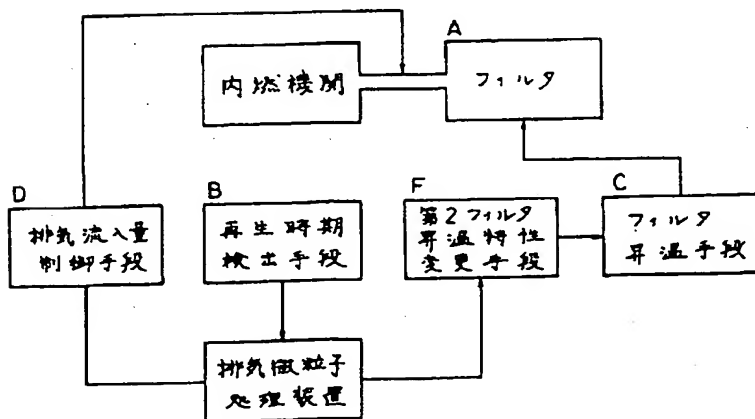 A
内燃機関
フィルタ
D
B
F
C
排気流入量
制御手段
再生時期
検出手段
第2フィルタ
昇温特性
変更手段
フィルタ
昇温手段
排気微粒子
処理装置